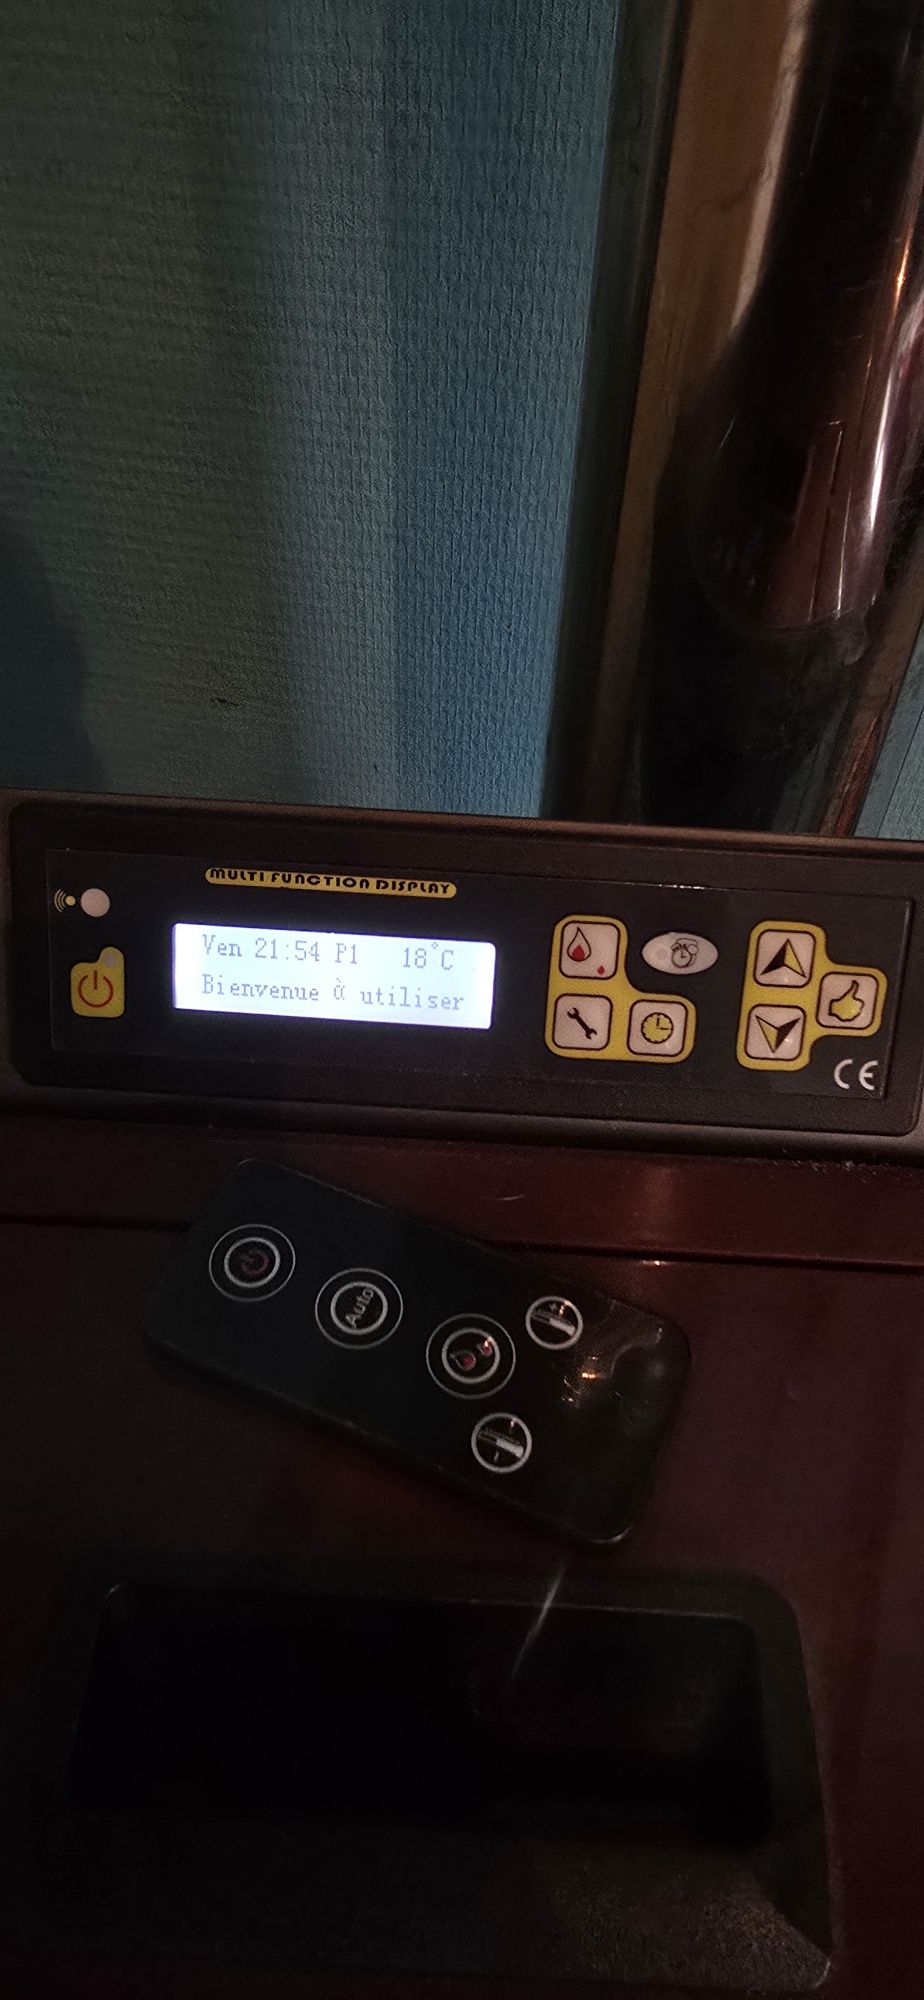 MULTI FUNCTION DISPLAY
Ven 21:54 P1 18°C
Bienvenue à utiliser
CE
Auto